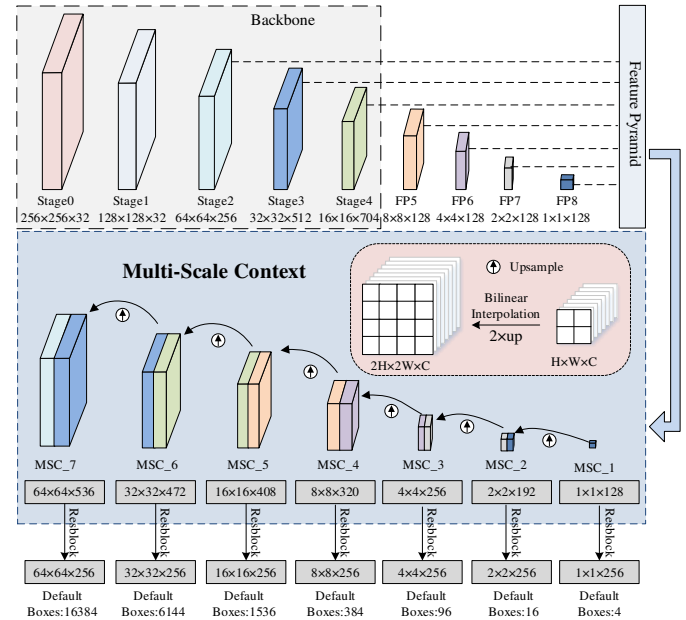 Backbone
Feature Pyramid
Stage0 Stage1 Stage2 Stage3 Stage4 FP5 FP6 FP7 FP8
256×256×32 128×128×32 64×64×256 32×32×512 16×16×704 8×8×128 4×4×128 2×2×128 1×1×128
Multi-Scale Context
Upsample
Bilinear
Interpolation
2×up
2H×2W×C
H×W×C
MSC_7 MSC_6 MSC_5 MSC_4 MSC_3 MSC_2 MSC_1
64×64×536 32×32×472 16×16×408 8×8×320 4×4×256 2×2×192 1×1×128
Resblock Resblock Resblock Resblock Resblock Resblock Resblock
64×64×256 32×32×256 16×16×256 8×8×256 4×4×256 2×2×256 1×1×256
Default Default Default Default Default Default Default
Boxes:16384 Boxes:6144 Boxes:1536 Boxes:384 Boxes:96 Boxes:16 Boxes:4